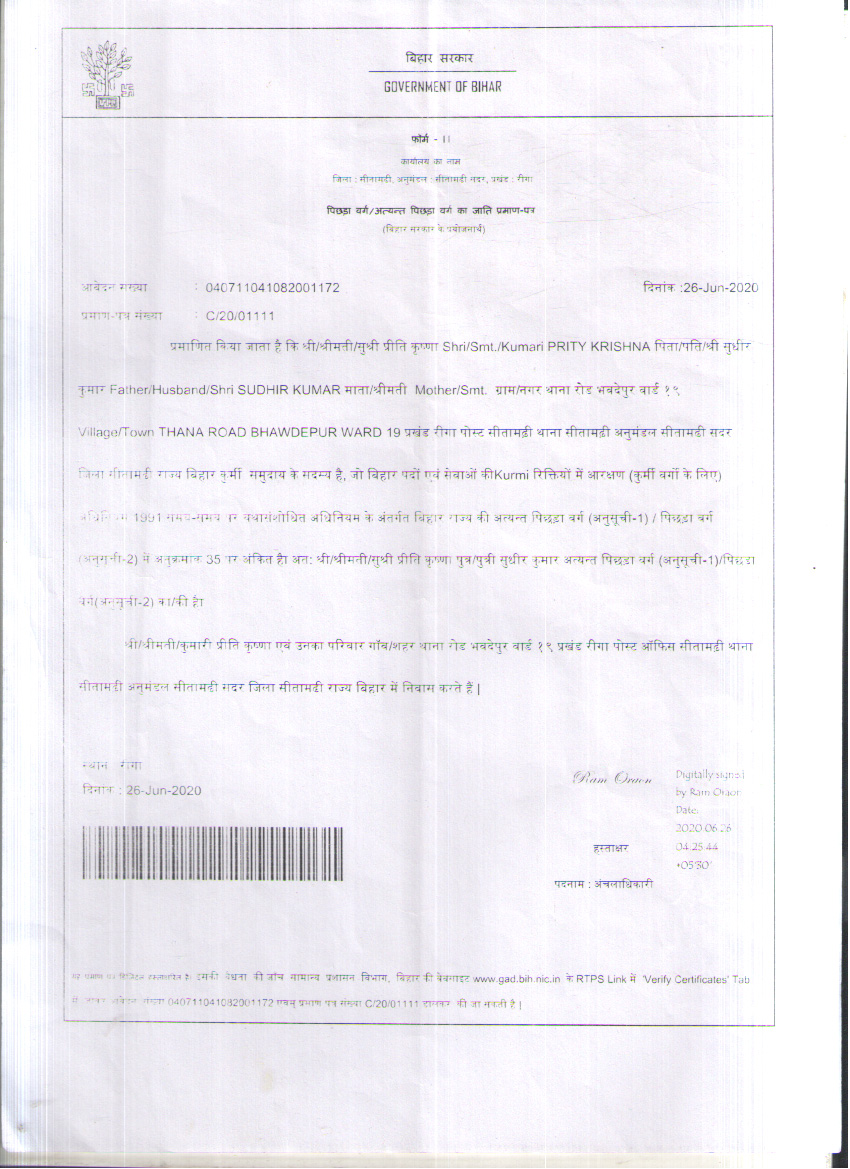 बिहार सरकार
GOVERNMENT OF BIHAR
फॉर्म - II
कार्यालय का नाम
जिला : सीतामढ़ी, अनुमंडल : सीतामढ़ी सदर, प्रखंड : रीगा
पिछड़ा वर्ग/अत्यन्त पिछड़ा वर्ग का जाति प्रमाण-पत्र
(बिहार सरकार के प्रयोजनार्थ)
आवेदन संख्या : 040711041082001172 दिनांक :26-Jun-2020
प्रमाण-पत्र संख्या : C/20/01111
प्रमाणित किया जाता है कि श्री/श्रीमती/सुश्री प्रीति कृष्णा Shri/Smt./Kumari PRITY KRISHNA पिता/पति/श्री सुधीर
कुमार Father/Husband/Shri SUDHIR KUMAR माता/श्रीमती Mother/Smt. ग्राम/नगर थाना रोड भवदेपुर वार्ड १९
Village/Town THANA ROAD BHAWDEPUR WARD 19 प्रखंड रीगा पोस्ट सीतामढ़ी थाना सीतामढ़ी अनुमंडल सीतामढ़ी सदर
जिला सीतामढ़ी राज्य बिहार कुर्मी समुदाय के सदस्य है, जो बिहार पदों एवं सेवाओं कीKurmi रिक्तियों में आरक्षण (कुर्मी वर्गो के लिए)
अधिनियम 1991 समय-समय पर यथासंशोधित अधिनियम के अंतर्गत बिहार राज्य की अत्यन्त पिछड़ा वर्ग (अनुसूची-1) / पिछड़ा वर्ग
(अनुसूची-2) में अनुक्रमांक 35 पर अंकित है। अत: श्री/श्रीमती/सुश्री प्रीति कृष्णा पुत्र/पुत्री सुधीर कुमार अत्यन्त पिछड़ा वर्ग (अनुसूची-1)/पिछड़ा
वर्ग(अनुसूची-2) का/की है।
श्री/श्रीमती/कुमारी प्रीति कृष्णा एवं उनका परिवार गाँव/शहर थाना रोड भवदेपुर वार्ड १९ प्रखंड रीगा पोस्ट ऑफिस सीतामढ़ी थाना
सीतामढ़ी अनुमंडल सीतामढ़ी सदर जिला सीतामढ़ी राज्य बिहार में निवास करते हैं |
स्थान रीगा
दिनांक : 26-Jun-2020
Ram Oraon
Digitally signed
by Ram Oraon
Date:
2020.06.26
04:25:44
+05'30'
हस्ताक्षर
पदनाम : अंचलाधिकारी
यह प्रमाण पत्र डिजिटल हस्ताक्षरित है। इसकी वैधता की जाँच सामान्य प्रशासन विभाग, बिहार की वेबसाइट www.gad.bih.nic.in के RTPS Link में 'Verify Certificates' Tab
में जाकर आवेदन संख्या 040711041082001172 एवम् प्रमाण पत्र संख्या C/20/01111 डालकर की जा सकती है |